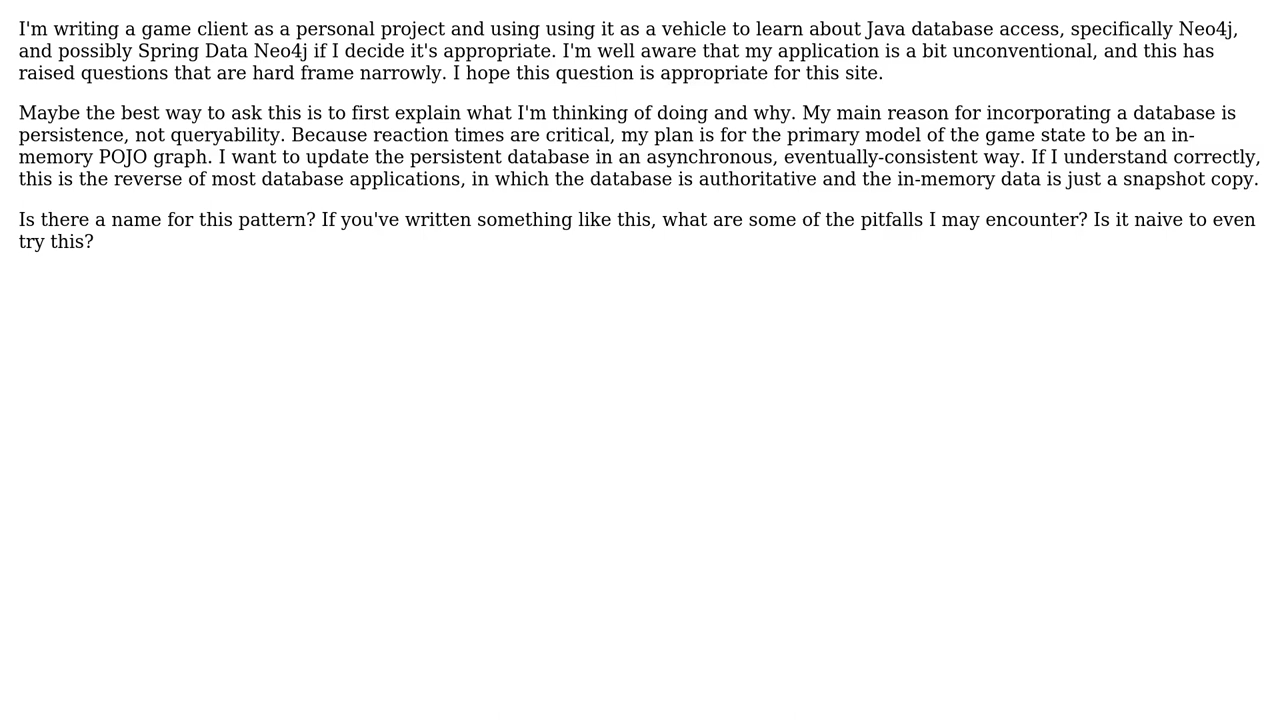 I'm writing a game client as a personal project and using using it as a vehicle to learn about Java database access, specifically Neo4j,
and possibly Spring Data Neo4j if I decide it's appropriate. I'm well aware that my application is a bit unconventional, and this has
raised questions that are hard frame narrowly. I hope this question is appropriate for this site.
Maybe the best way to ask this is to first explain what I'm thinking of doing and why. My main reason for incorporating a database is
persistence, not queryability. Because reaction times are critical, my plan is for the primary model of the game state to be an in-
memory POJO graph. I want to update the persistent database in an asynchronous, eventually-consistent way. If I understand correctly,
this is the reverse of most database applications, in which the database is authoritative and the in-memory data is just a snapshot copy.
Is there a name for this pattern? If you've written something like this, what are some of the pitfalls I may encounter? Is it naive to even
try this?